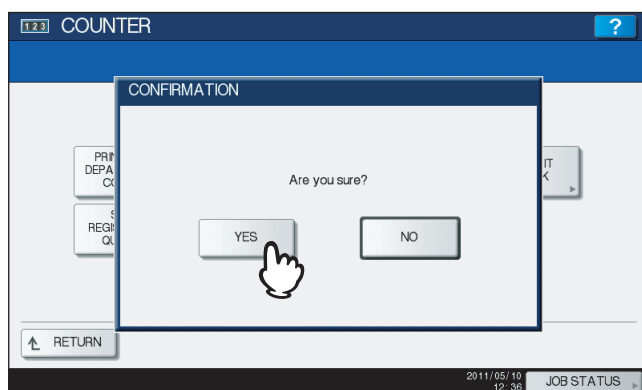 123 COUNTER
?
CONFIRMATION
Are you sure?
YES
NO
RETURN
2011/05/10
12:36
JOB STATUS